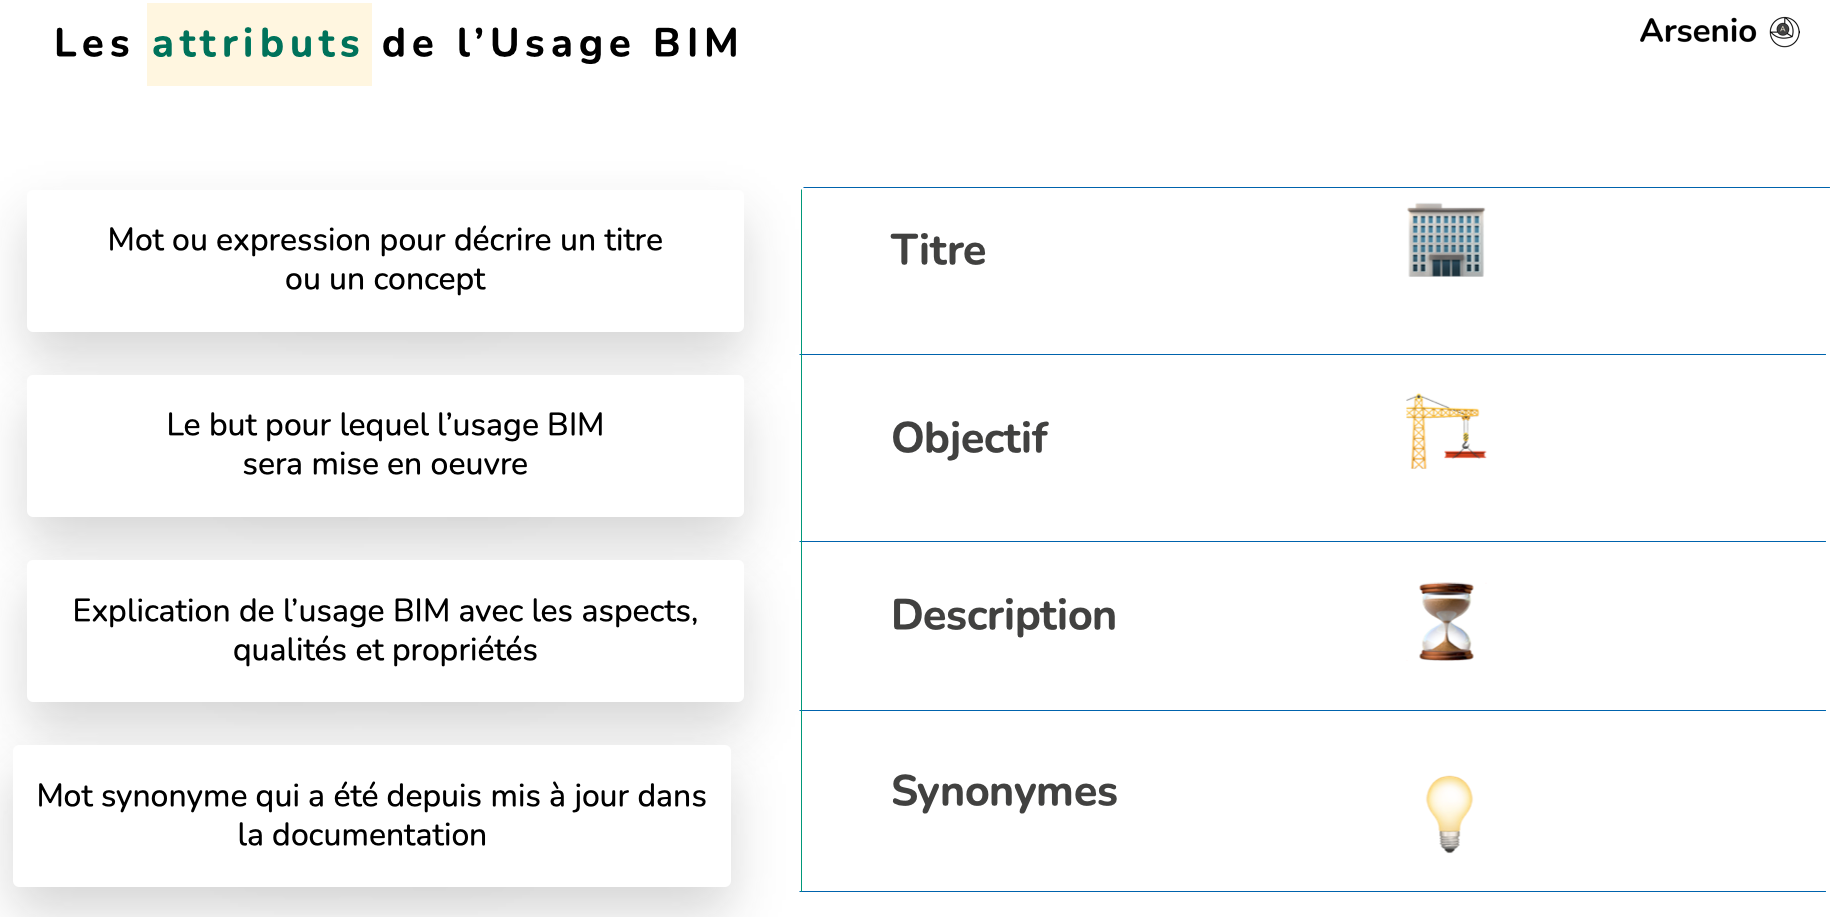 Les attributs de l’Usage BIM
Arsenio
Mot ou expression pour décrire un titre
ou un concept
Titre
Le but pour lequel l’usage BIM
sera mise en oeuvre
Objectif
Explication de l’usage BIM avec les aspects,
qualités et propriétés
Description
Mot synonyme qui a été depuis mis à jour dans
la documentation
Synonymes